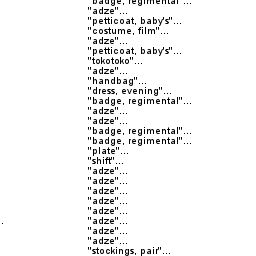 "badge, regimental"...
"adze"...
"petticoat, baby's"...
"costume, film"...
"adze"...
"petticoat, baby's"...
"tokotoko"...
"adze"...
"handbag"...
"dress, evening"...
"badge, regimental"...
"adze"...
"adze"...
"badge, regimental"...
"badge, regimental"...
"plate"...
"shift"...
"adze"...
"adze"...
"adze"...
"adze"...
"adze"...
. "adze"...
"adze"...
"adze"...
"stockings, pair"...